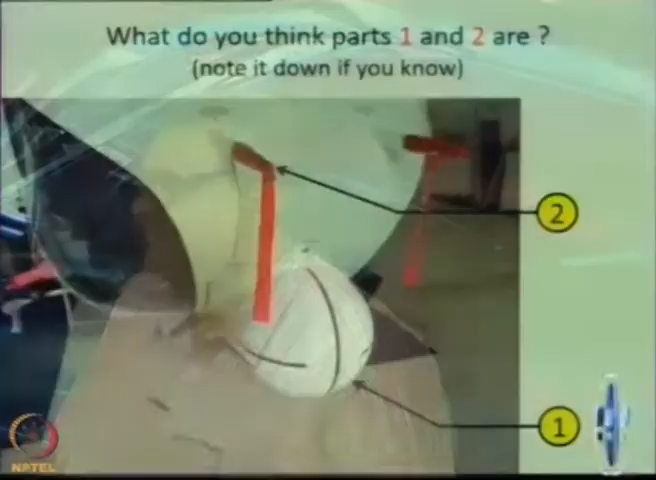 What do you think parts 1 and 2 are ?
(note it down if you know)
2
1
NPTEL